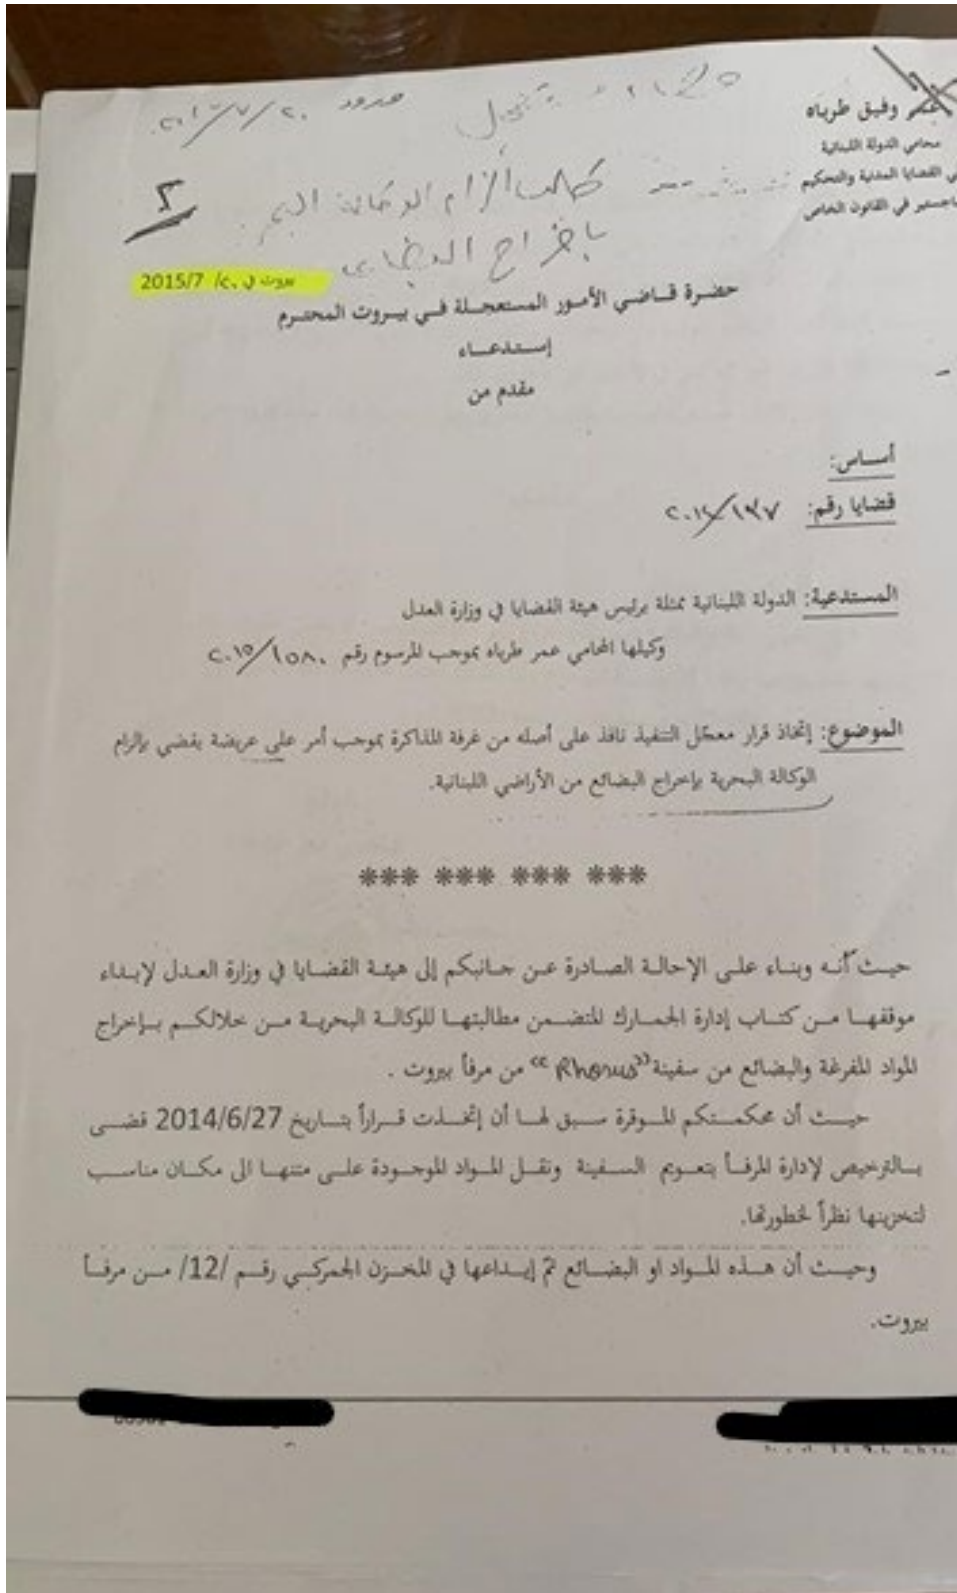 عمر وفيق طرباه
محامي الدولة اللبنانية
في القضايا المدنية والتحكيم
ماجستير في القانون الخاص
صدور ٢٠١٥/٧/٢٠
طلب إلزام الوكالة البحرية
بإخراج البضاعة
٢
بيروت في ٢٠/ 2015/7
حضرة قاضي الأمور المستعجلة في بيروت المحترم
إستدعاء
مقدم من
أساس:
قضايا رقم:
المستدعية: الدولة اللبنانية ممثلة برئيس هيئة القضايا في وزارة العدل
وكيلها المحامي عمر طرباه بموجب المرسوم رقم ٢٠١٥/١٥٨٠
الموضوع: إتخاذ قرار معجّل التنفيذ نافذ على أصله من غرفة المذاكرة بموجب أمر على عريضة يقضي بإلزام
الوكالة البحرية بإخراج البضائع من الأراضي اللبنانية.
*** *** *** ***
حيث أنه وبناء على الإحالة الصادرة عن جانبكم إلى هيئة القضايا في وزارة العدل لإبداء
موقفها من كتاب إدارة الجمارك المتضمن مطالبتها للوكالة البحرية من خلالكم بإخراج
المواد المفرغة والبضائع من سفينة "Rhosus" من مرفأ بيروت .
حيث أن محكمتكم الموقرة سبق لها أن إتخذت قراراً بتاريخ 2014/6/27 قضى
بالترخيص لإدارة المرفأ بتعويم السفينة ونقل المواد الموجودة على متنها الى مكان مناسب
لتخزينها نظراً لخطورتها.
وحيث أن هذه المواد او البضائع تمّ إيداعها في المخزن الجمركي رقم /12/ من مرفأ
بيروت.